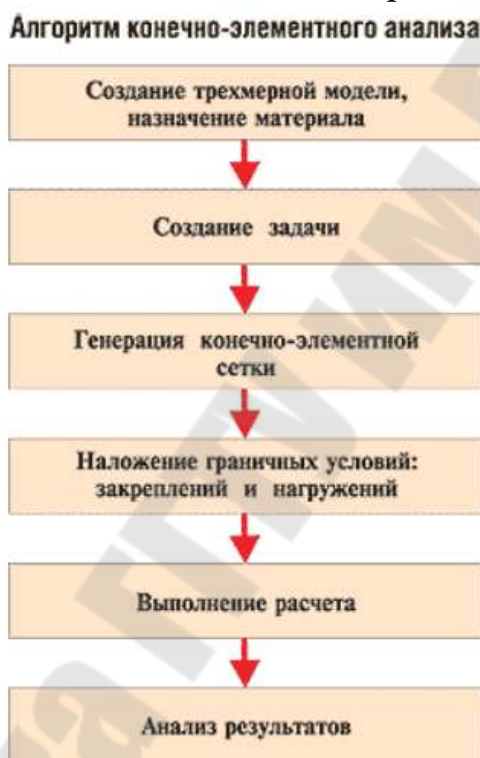 Алгоритм конечно-элементного анализа
Создание трехмерной модели,
назначение материала
Создание задачи
Генерация конечно-элементной
сетки
Наложение граничных условий:
закреплений и нагружений
Выполнение расчета
Анализ результатов